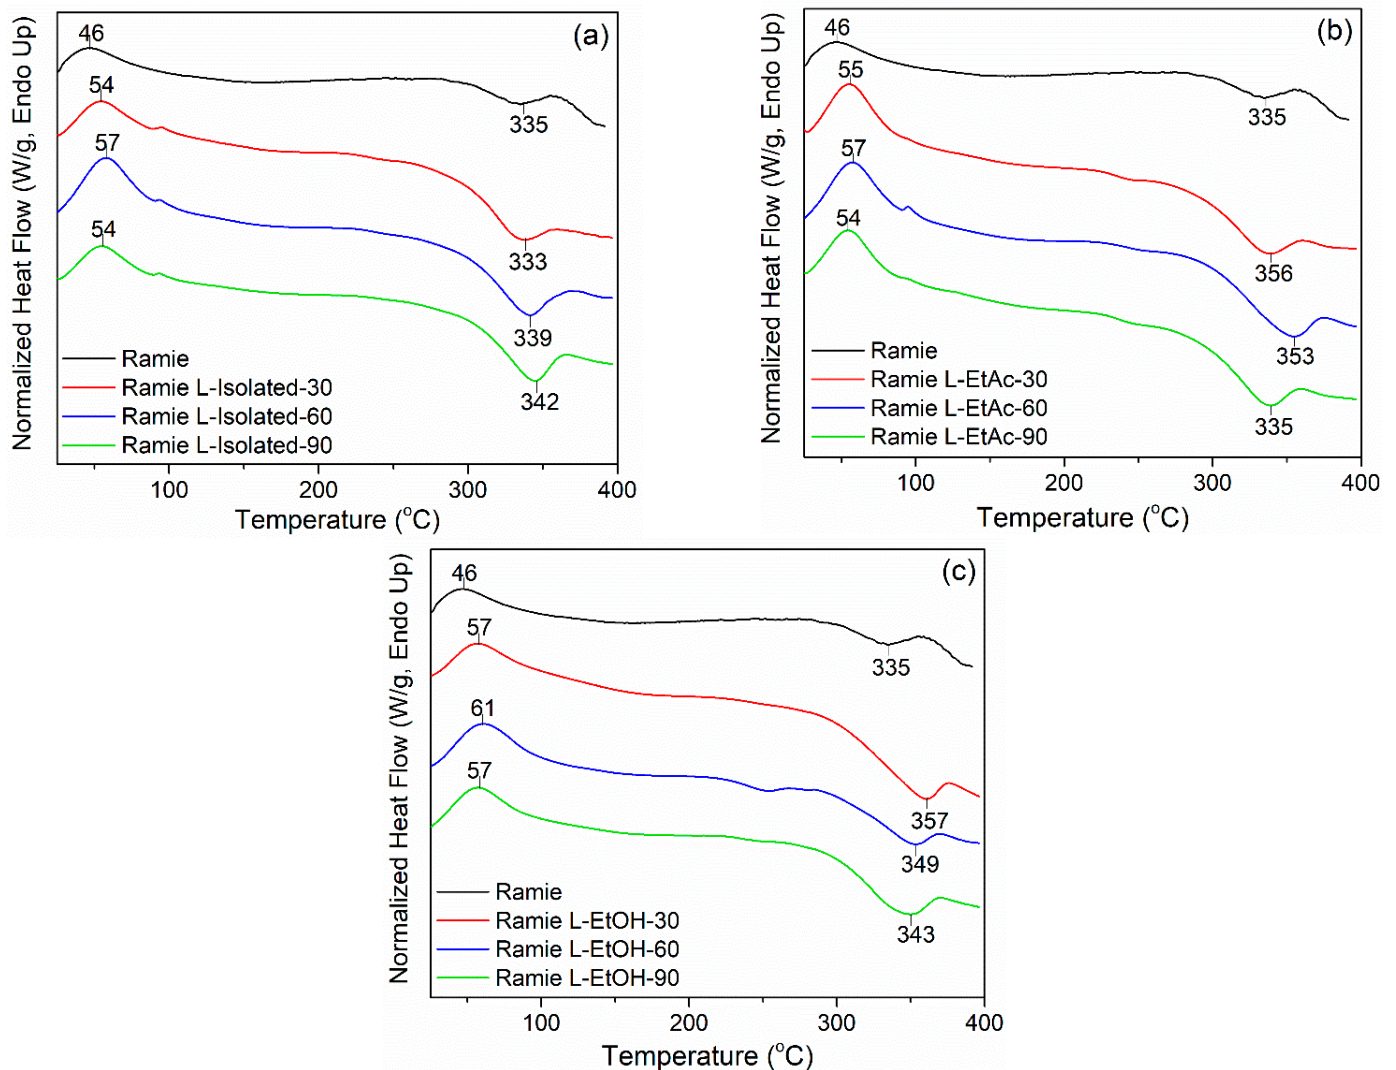 (a)
46
54
57
54
335
333
339
342
Normalized Heat Flow (W/g, Endo Up)
Ramie
Ramie L-Isolated-30
Ramie L-Isolated-60
Ramie L-Isolated-90
100 200 300 400
Temperature (°C)
(b)
46
55
57
54
335
356
353
335
Normalized Heat Flow (W/g, Endo Up)
Ramie
Ramie L-EtAc-30
Ramie L-EtAc-60
Ramie L-EtAc-90
100 200 300 400
Temperature (°C)
(c)
46
57
61
57
335
357
349
343
Normalized Heat Flow (W/g, Endo Up)
Ramie
Ramie L-EtOH-30
Ramie L-EtOH-60
Ramie L-EtOH-90
100 200 300 400
Temperature (°C)